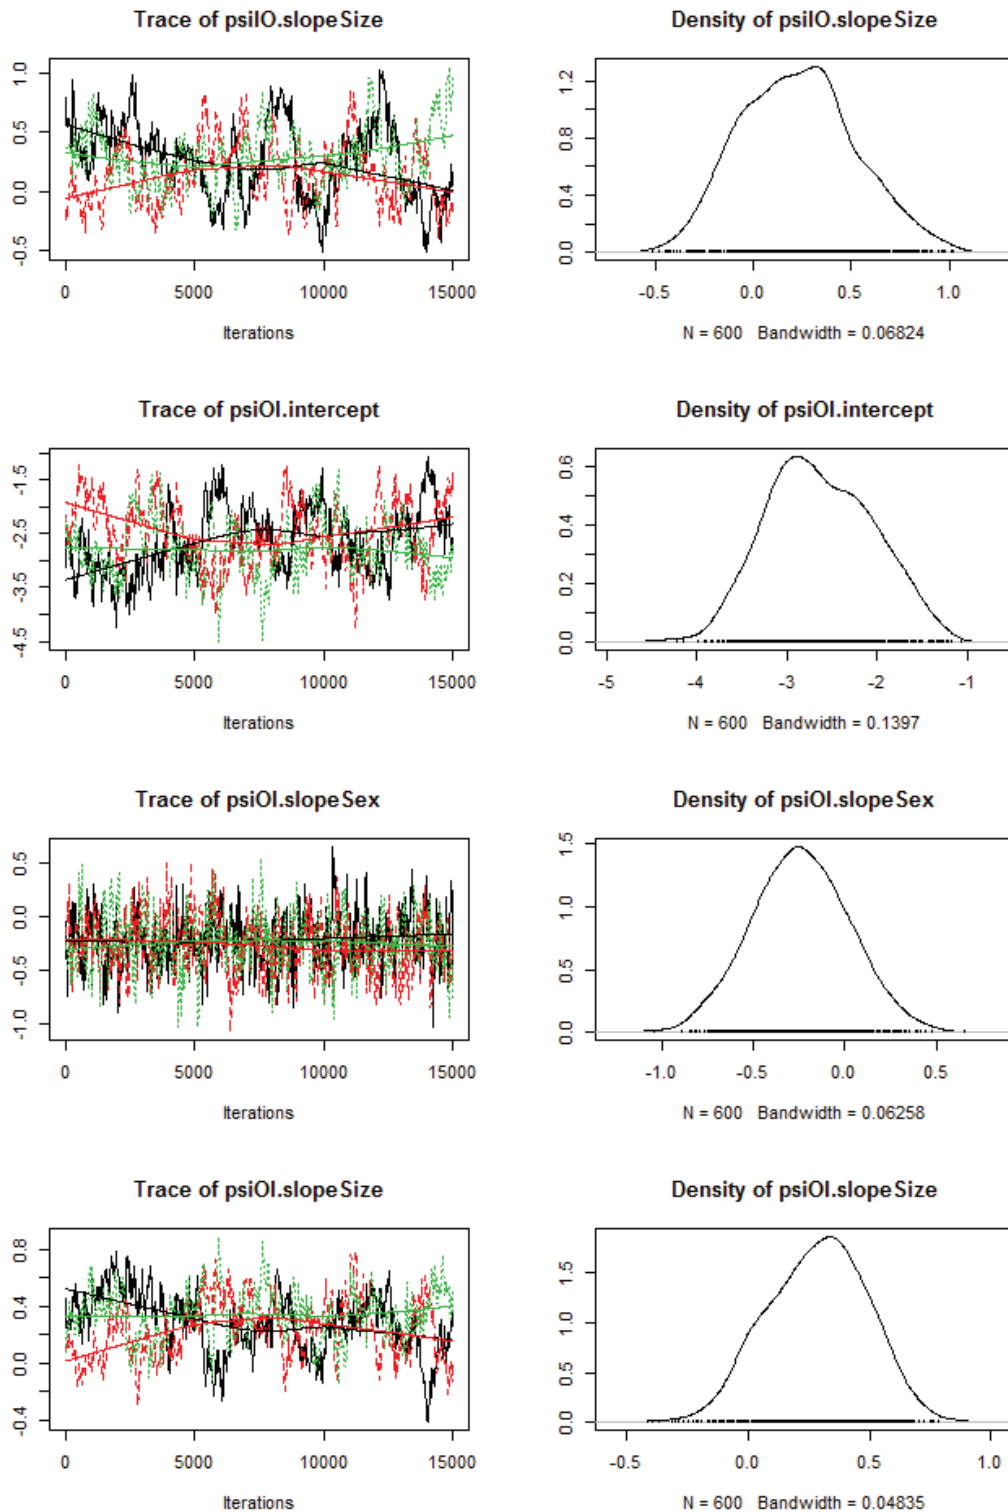 Trace of psiIO.slopeSize
Density of psiIO.slopeSize
-0.5 0.0 0.5 1.0
0 5000 10000 15000
Iterations
0.0 0.4 0.8 1.2
-0.5 0.0 0.5 1.0
N = 600 Bandwidth = 0.06824
Trace of psiOI.intercept
Density of psiOI.intercept
-4.5 -3.5 -2.5 -1.5
0 5000 10000 15000
Iterations
0.0 0.2 0.4 0.6
-5 -4 -3 -2 -1
N = 600 Bandwidth = 0.1397
Trace of psiOI.slopeSex
Density of psiOI.slopeSex
-1.0 -0.5 0.0 0.5
0 5000 10000 15000
Iterations
0.0 0.5 1.0 1.5
-1.0 -0.5 0.0 0.5
N = 600 Bandwidth = 0.06258
Trace of psiOI.slopeSize
Density of psiOI.slopeSize
-0.4 0.0 0.4 0.8
0 5000 10000 15000
Iterations
0.0 0.5 1.0 1.5
-0.5 0.0 0.5 1.0
N = 600 Bandwidth = 0.04835